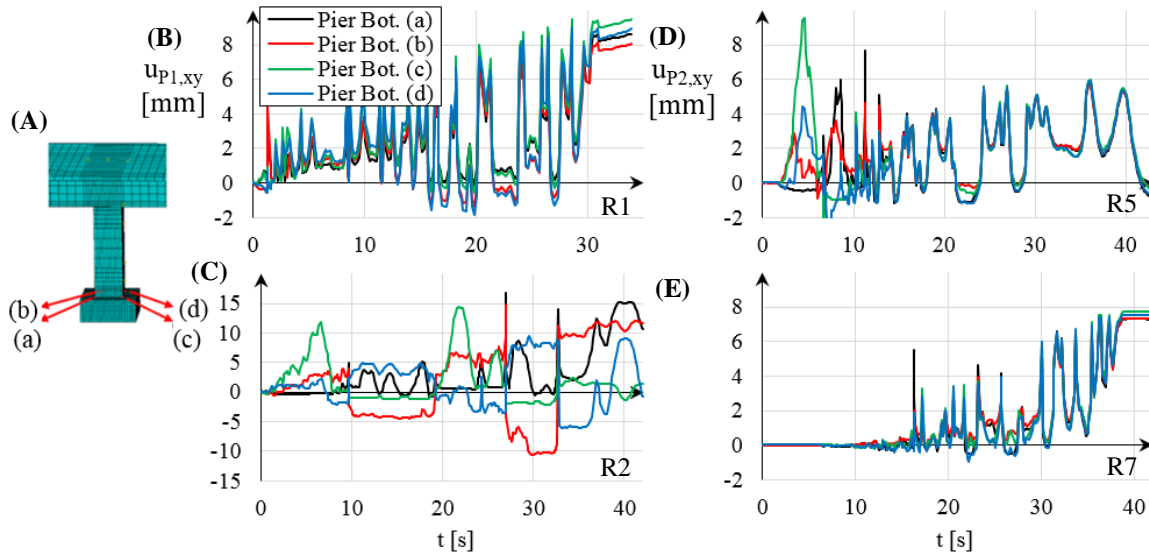 (A)
(b)
(a)
(d)
(c)
(B)
u_P1,xy
[mm]
Pier Bot. (a)
Pier Bot. (b)
Pier Bot. (c)
Pier Bot. (d)
8
6
4
2
0
-2
0 10 20 30
R1
(D)
u_P2,xy
[mm]
8
6
4
2
0
-2
0 10 20 30 40
R5
(C)
15
10
5
0
-5
-10
-15
0 10 20 30 40
R2
t [s]
(E)
8
6
4
2
0
-2
0 10 20 30 40
R7
t [s]